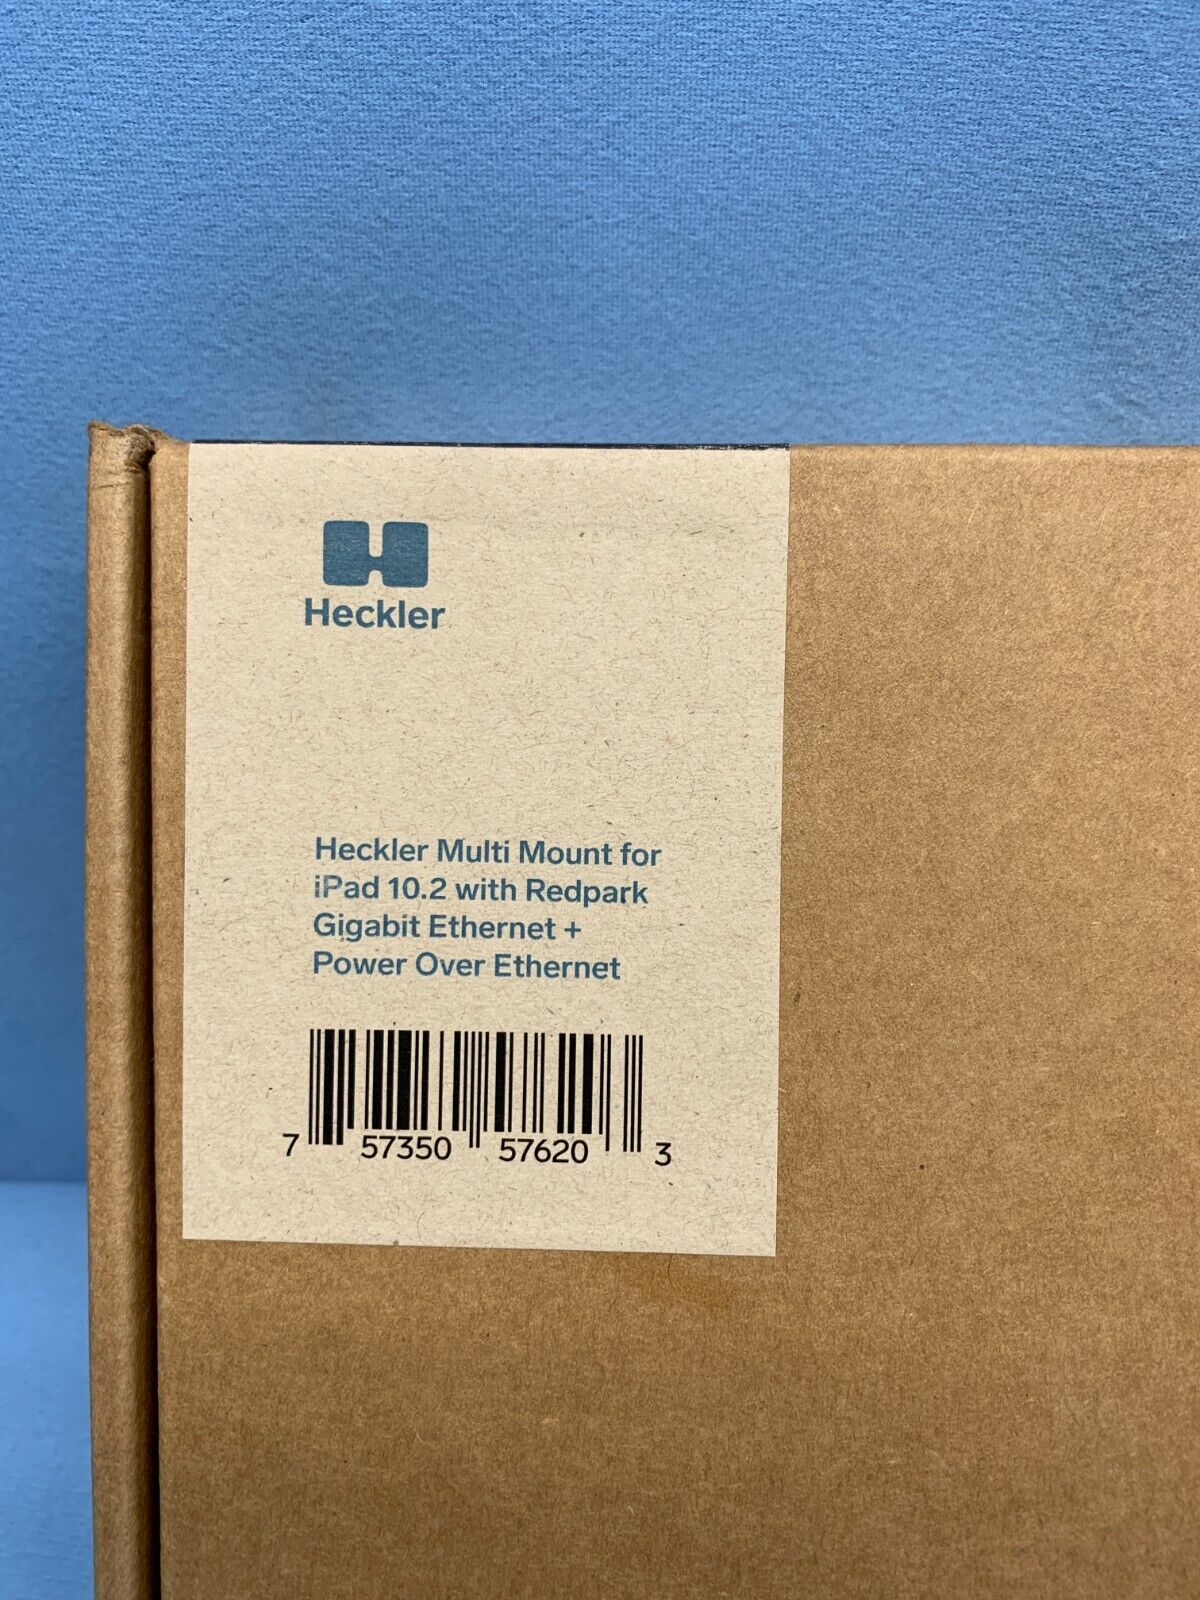 Heckler
Heckler Multi Mount for
iPad 10.2 with Redpark
Gigabit Ethernet +
Power Over Ethernet
7 57350 57620 3